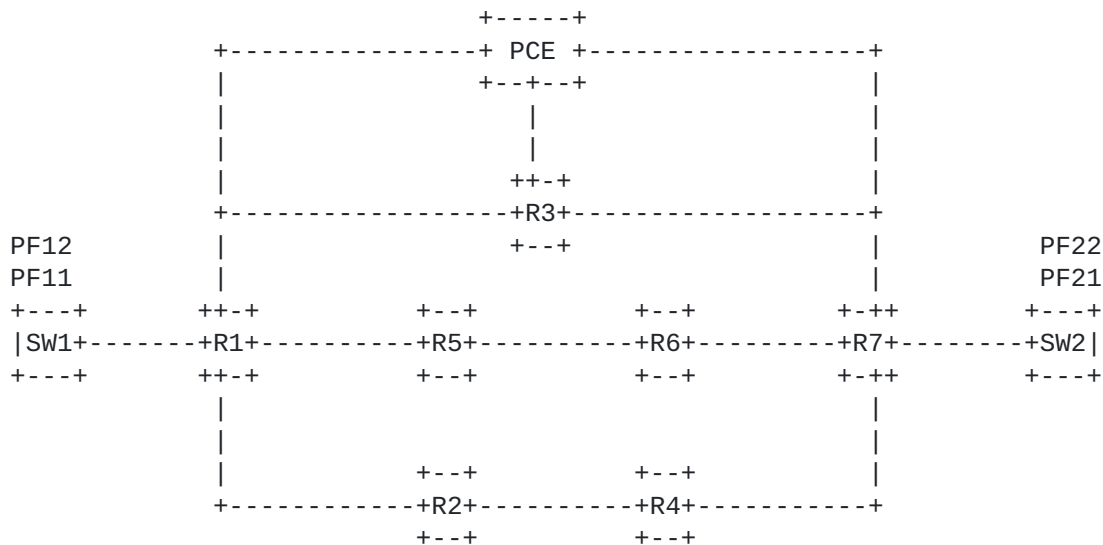 +-----+
             +----------------+ PCE +------------------+
             |                +--+--+                  |
             |                   |                     |
             |                   |                     |
             |                  ++-+                   |
             +------------------+R3+-------------------+
PF12         |                  +--+                   |          PF22
PF11         |                                         |          PF21
+---+       ++-+          +--+          +--+         +-++        +---+
|SW1+-------+R1+----------+R5+----------+R6+---------+R7+--------+SW2|
+---+       ++-+          +--+          +--+         +-++        +---+
             |                                         |
             |                                         |
             |            +--+          +--+           |
             +------------+R2+----------+R4+-----------+
                          +--+          +--+